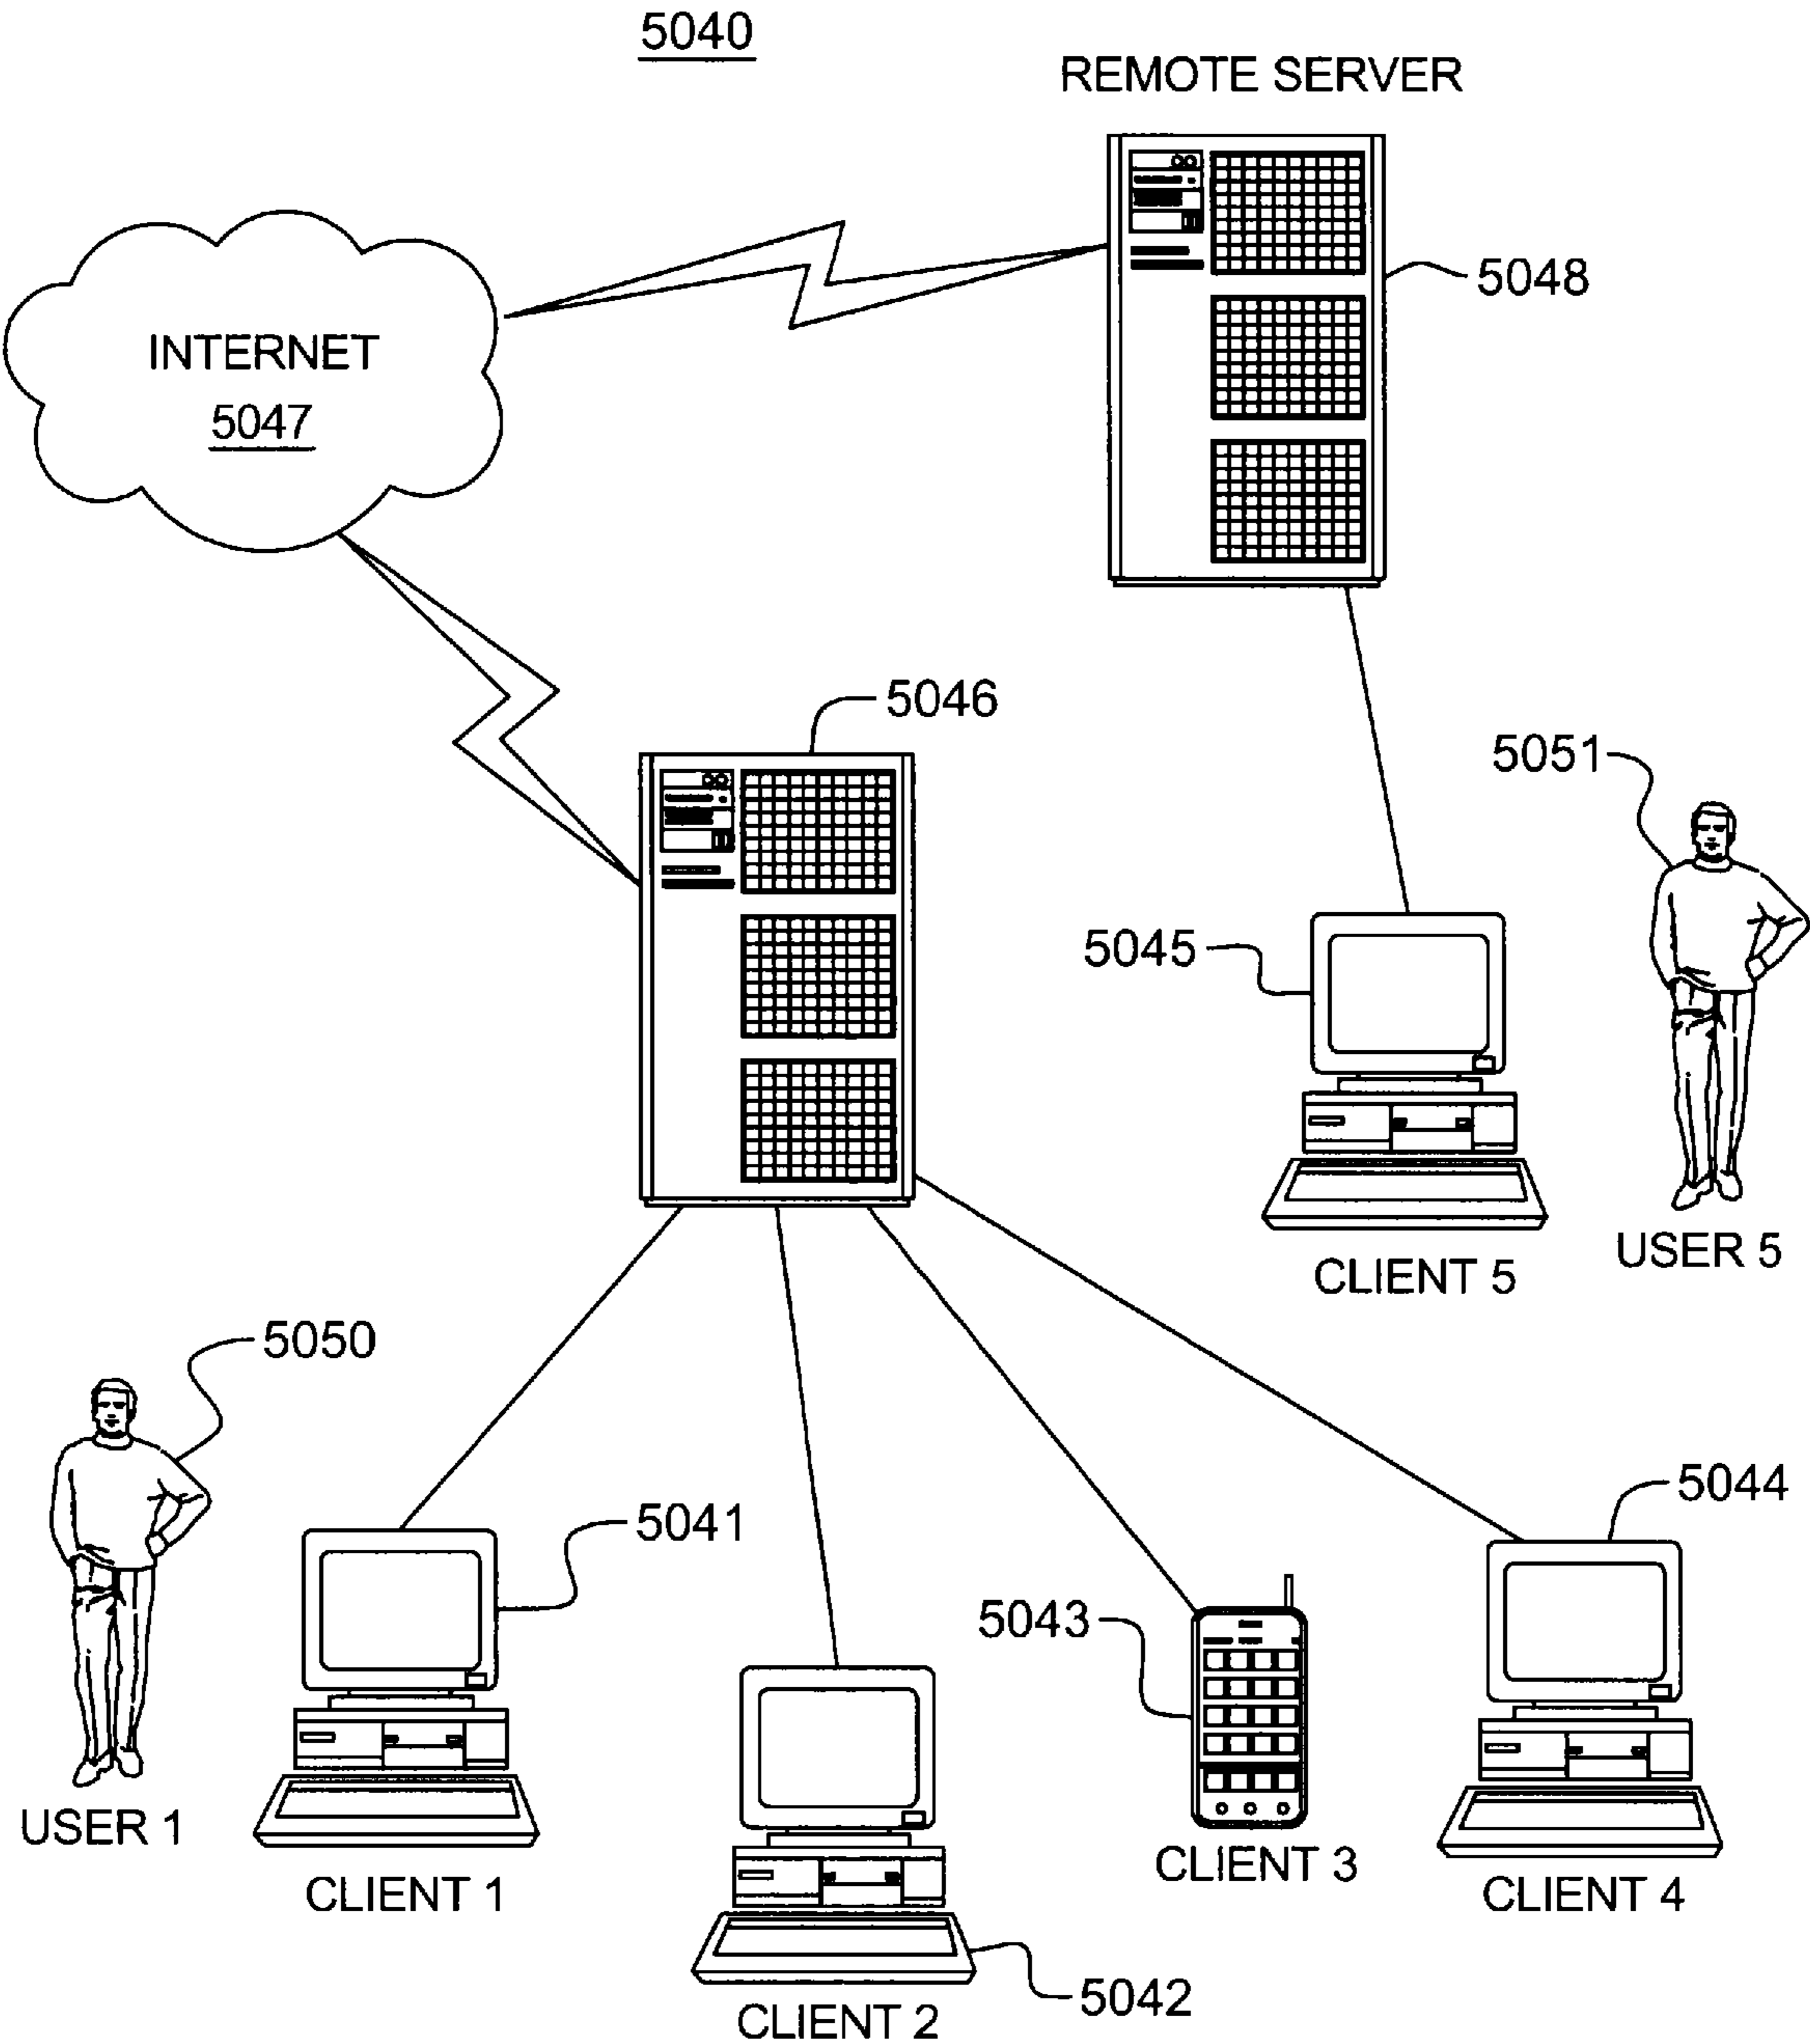 5040
REMOTE SERVER
5048
INTERNET
5047
5046
5051
5045
USER 5
CLIENT 5
5050
5044
5041
5043
USER 1
CLIENT 3
CLIENT 1
CLIENT 4
5042
CLIENT 2